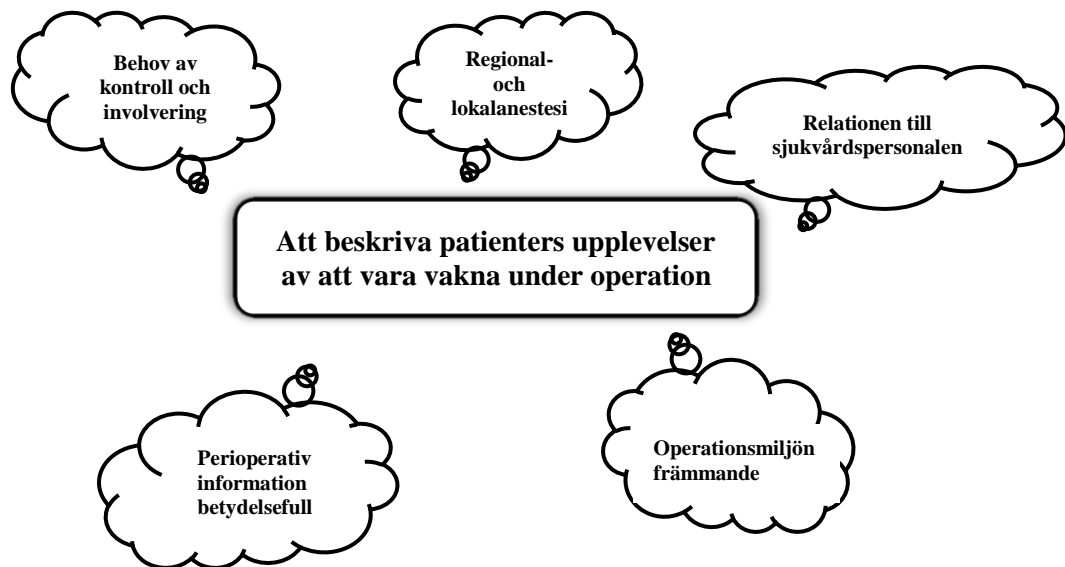 Behov av
kontroll och
involvering
Regional-
och
lokalanestesi
Relationen till
sjukvårdspersonalen
Att beskriva patienters upplevelser
av att vara vakna under operation
Perioperativ
information
betydelsefull
Operationsmiljön
främmande